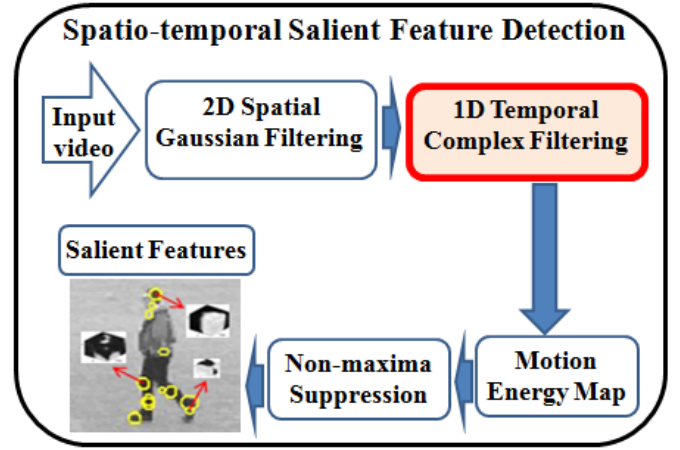 Spatio-temporal Salient Feature Detection
Input
video
2D Spatial
Gaussian Filtering
1D Temporal
Complex Filtering
Motion
Energy Map
Non-maxima
Suppression
Salient Features